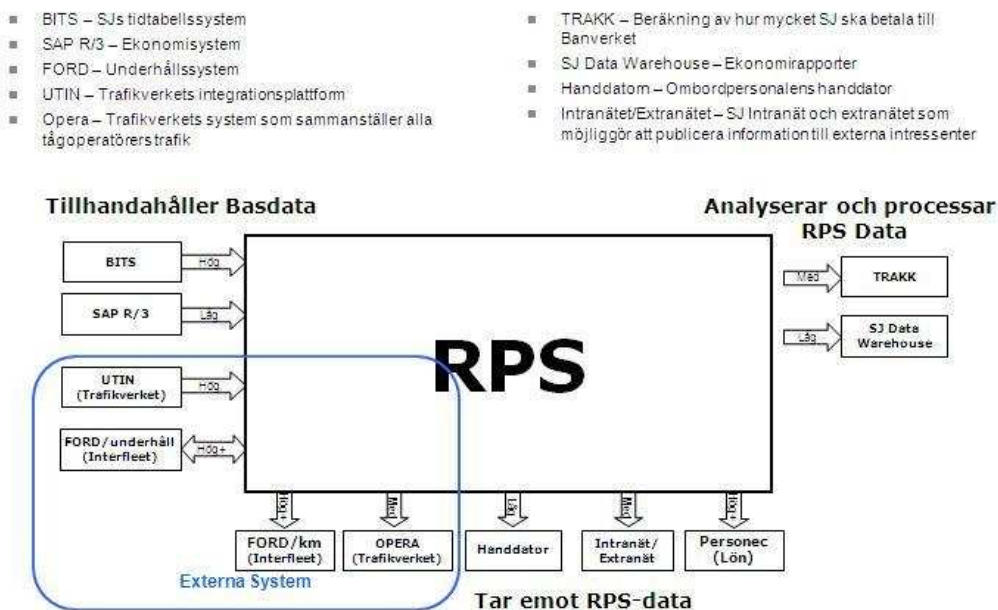 BITS – SJs tidtabellssystem
SAP R/3 – Ekonomisystem
FORD – Underhållssystem
UTIN – Trafikverkets integrationsplattform
Opera – Trafikverkets system som sammanställer alla
tågoperatörers trafik
TRAKK – Beräkning av hur mycket SJ ska betala till
Banverket
SJ Data Warehouse – Ekonomirapporter
Handdatorn – Ombordpersonalens handdator
Intranätet/Extranätet – SJ Intranät och extranätet som
möjliggör att publicera information till externa intressenter
Tillhandahåller Basdata
Analyserar och processar
RPS Data
BITS
Hög
SAP R/3
Låg
UTIN
(Trafikverket)
Hög
FORD/underhåll
(Interfleet)
Hög+
RPS
Med
TRAKK
Låg
SJ Data
Warehouse
Hög+
Med
Låg
Med
Hög+
FORD/km
(Interfleet)
OPERA
(Trafikverket)
Handdator
Intranät/
Extranät
Personec
(Lön)
Externa System
Tar emot RPS-data